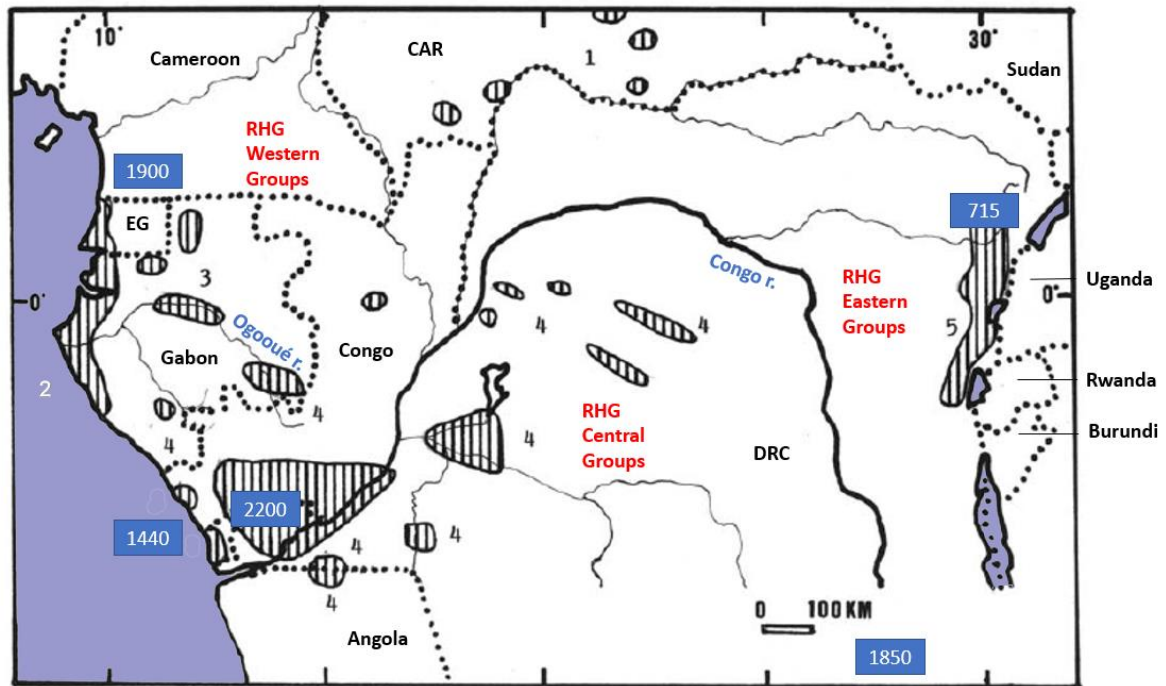 10°
Cameroon
CAR
1
30°
Sudan
RHG
Western
Groups
1900
EG
3
715
Congo r.
RHG
Eastern
Groups
Uganda
0°
0°
4
4
5
Ogooué r.
Gabon
Congo
2
4
Rwanda
4
RHG
Central
Groups
4
DRC
Burundi
2200
1440
4
4
4
0 100 KM
Angola
1850